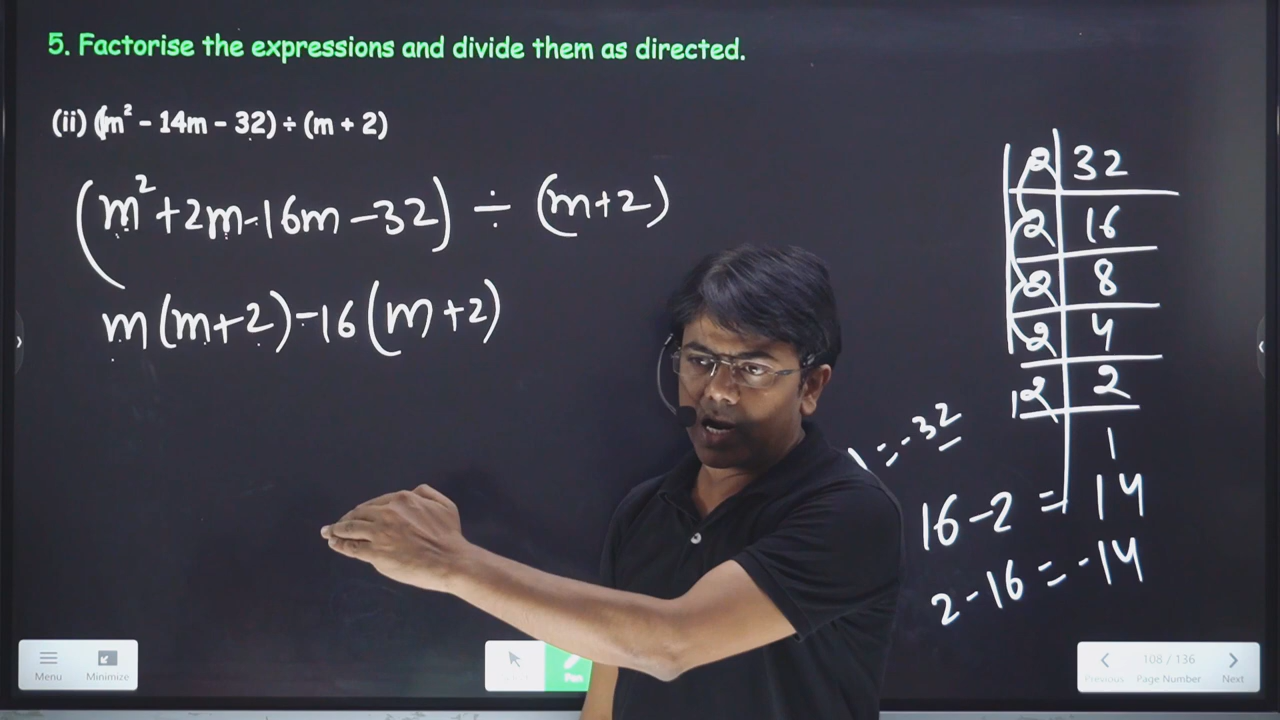 5. Factorise the expressions and divide them as directed.
(ii) (m² - 14m - 32) ÷ (m + 2)
(m² + 2m - 16m - 32) ÷ (m + 2)
m(m + 2) - 16(m + 2)
2 | 32
2 | 16
2 | 8
2 | 4
2 | 2
1
= -32
16 - 2 = 14
2 - 16 = -14
Menu
Minimize
Pen
108 / 136
Previous
Page Number
Next